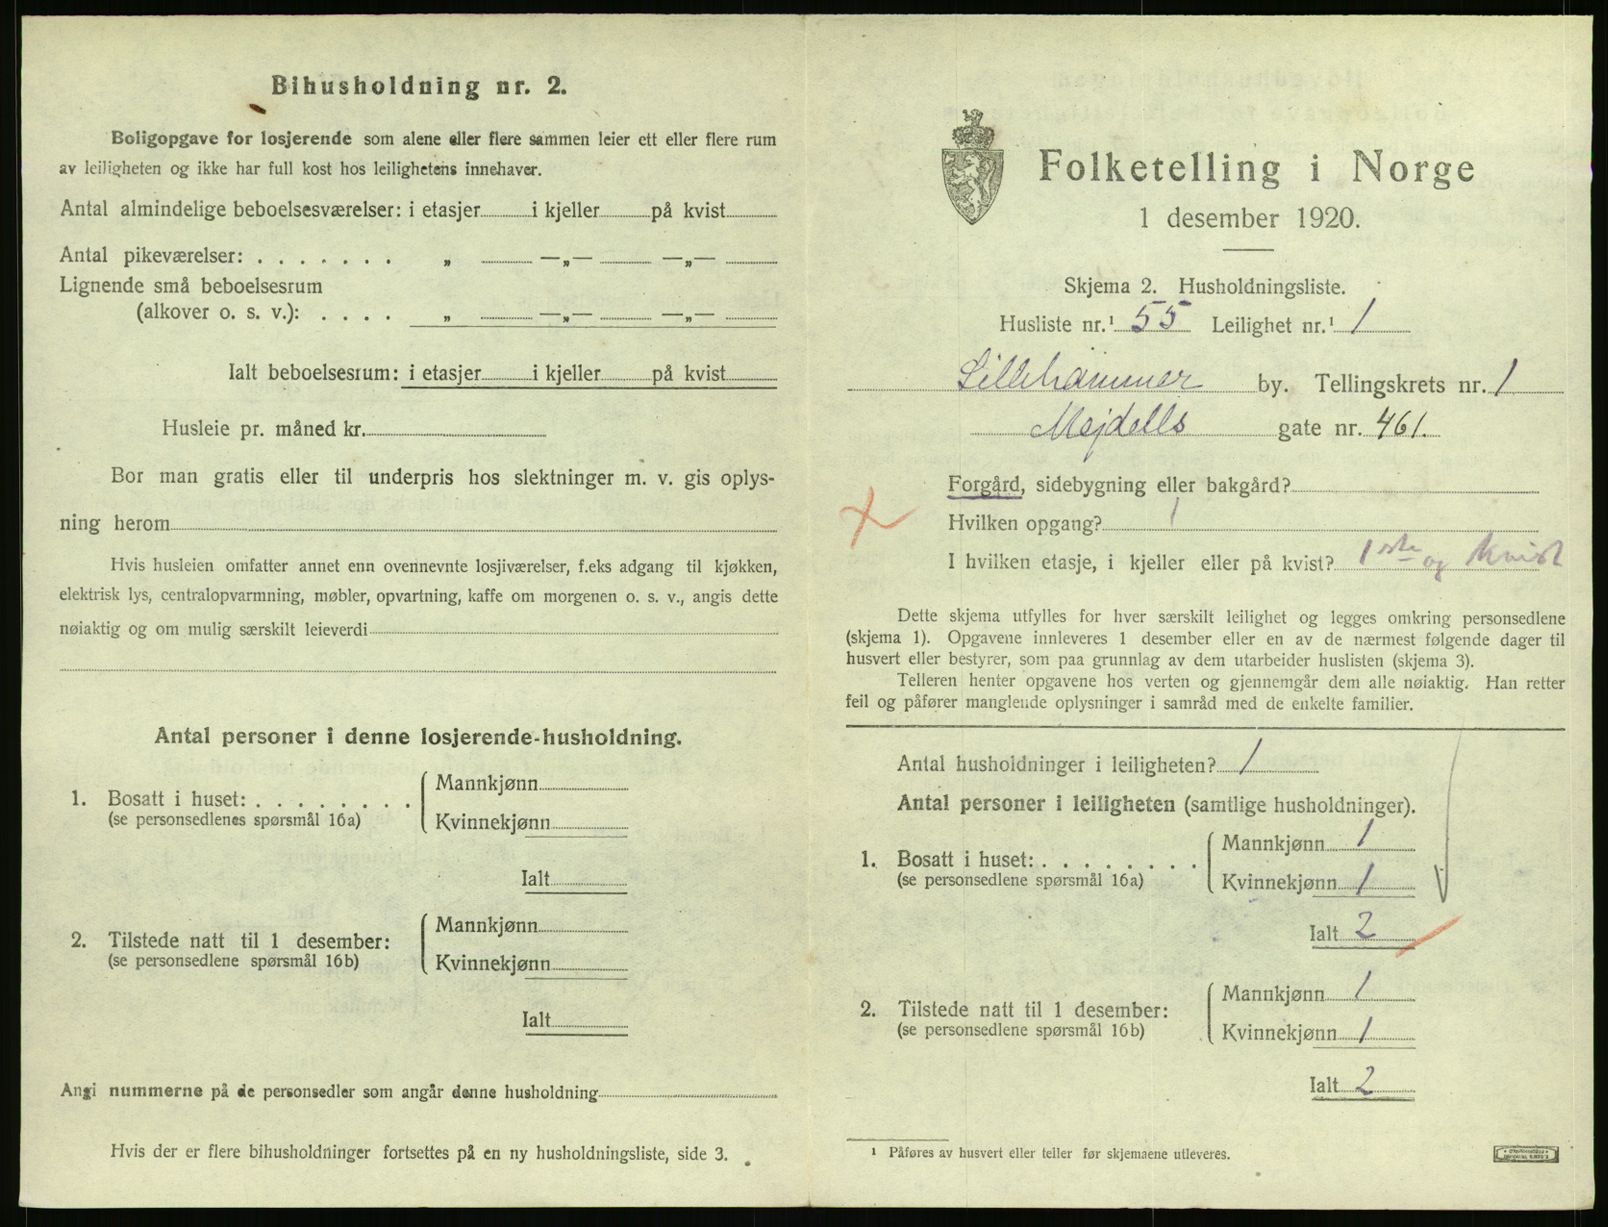 Bihusholdning nr. 2.
Boligopgave for losjerende som alene eller flere sammen leier ett eller flere rum
av leiligheten og ikke har full kost hos leilighetens innehaver.
Antal almindelige beboelsesværelser: i etasjer i kjeller på kvist
Antal pikeværelser: . . . . . . . „ —„— —„—
Lignende små beboelsesrum
(alkover o. s. v.): . . . . „ —„— —„—
Ialt beboelsesrum: i etasjer i kjeller på kvist
Husleie pr. måned kr.
Bor man gratis eller til underpris hos slektninger m. v. gis oplys-
ning herom
Hvis husleien omfatter annet enn ovennevnte losjiværelser, f.eks adgang til kjøkken,
elektrisk lys, centralopvarmning, møbler, opvartning, kaffe om morgenen o. s. v., angis dette
nøiaktig og om mulig særskilt leieverdi
Antal personer i denne losjerende-husholdning.
1. Bosatt i huset: . . . . . . . .
(se personsedlenes spørsmål 16a)
Mannkjønn
Kvinnekjønn
Ialt
2. Tilstede natt til 1 desember:
(se personsedlene spørsmål 16b)
Mannkjønn
Kvinnekjønn
Ialt
Angi nummerne på de personsedler som angår denne husholdning
Hvis der er flere bihusholdninger fortsettes på en ny husholdningsliste, side 3.
Folketelling i Norge
1 desember 1920.
Skjema 2. Husholdningsliste.
Husliste nr.¹ 55 Leilighet nr.¹ 1
Lillehammer by. Tellingskrets nr. 1
Mejdells gate nr. 461.
Forgård, sidebygning eller bakgård?
Hvilken opgang? 1
I hvilken etasje, i kjeller eller på kvist? 1ste og Kvist
Dette skjema utfylles for hver særskilt leilighet og legges omkring personsedlene
(skjema 1). Opgavene innleveres 1 desember eller en av de nærmest følgende dager til
husvert eller bestyrer, som paa grunnlag av dem utarbeider huslisten (skjema 3).
Telleren henter opgavene hos verten og gjennemgår dem alle nøiaktig. Han retter
feil og påfører manglende oplysninger i samråd med de enkelte familier.
Antal husholdninger i leiligheten? 1
Antal personer i leiligheten (samtlige husholdninger).
1. Bosatt i huset: . . . . . . . .
(se personsedlene spørsmål 16a)
Mannkjønn 1
Kvinnekjønn 1
Ialt 2
2. Tilstede natt til 1 desember:
(se personsedlene spørsmål 16b)
Mannkjønn 1
Kvinnekjønn 1
Ialt 2
¹ Påføres av husvert eller teller før skjemaene utleveres.